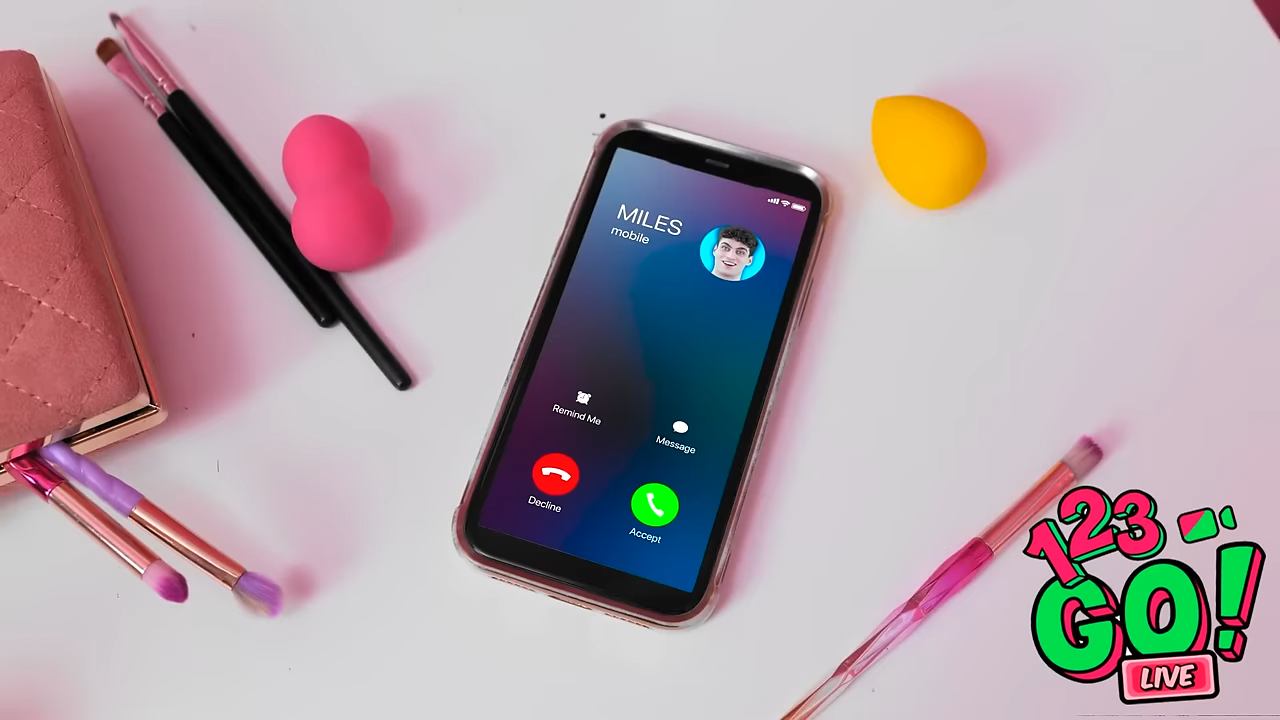 MILES
mobile
Remind Me
Message
Decline
Accept
123
GO!
LIVE